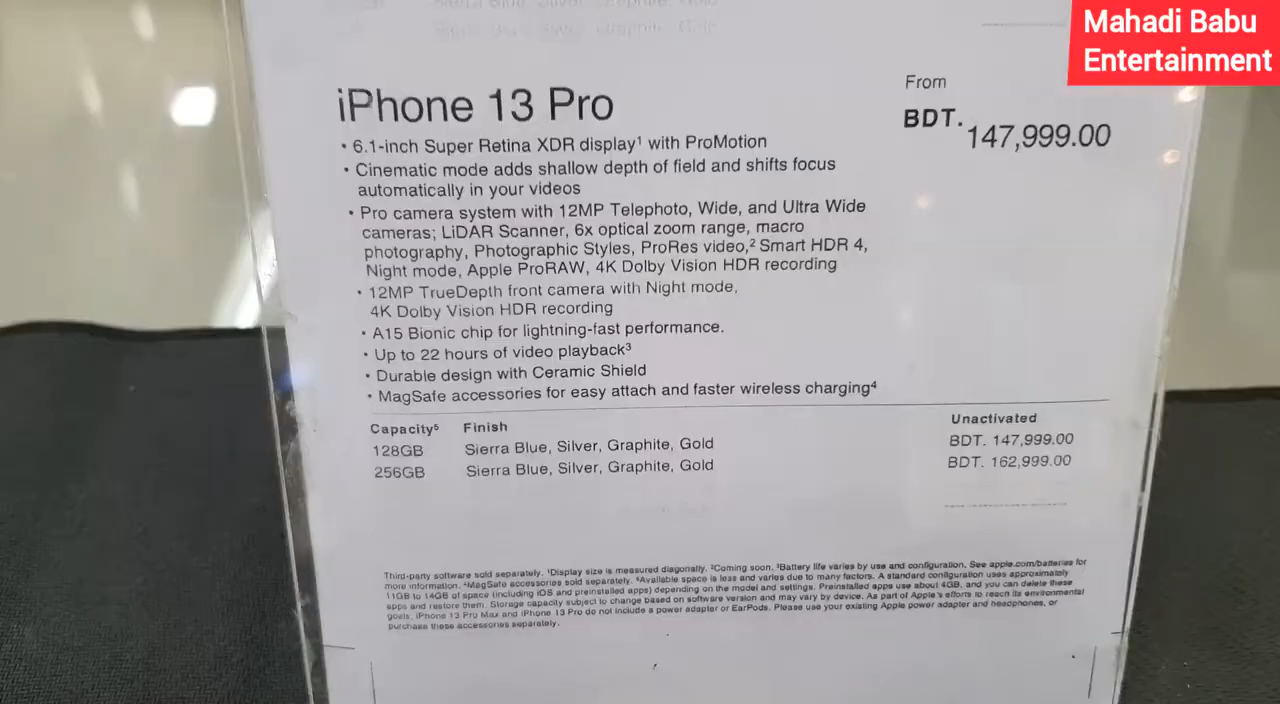 Mahadi Babu
Entertainment
Sierra Blue, Silver, Graphite, Gold
iPhone 13 Pro
From
BDT. 147,999.00
• 6.1-inch Super Retina XDR display¹ with ProMotion
• Cinematic mode adds shallow depth of field and shifts focus
automatically in your videos
• Pro camera system with 12MP Telephoto, Wide, and Ultra Wide
cameras; LiDAR Scanner, 6x optical zoom range, macro
photography, Photographic Styles, ProRes video,² Smart HDR 4,
Night mode, Apple ProRAW, 4K Dolby Vision HDR recording
• 12MP TrueDepth front camera with Night mode,
4K Dolby Vision HDR recording
• A15 Bionic chip for lightning-fast performance.
• Up to 22 hours of video playback³
• Durable design with Ceramic Shield
• MagSafe accessories for easy attach and faster wireless charging⁴
Capacity⁵ Finish Unactivated
128GB Sierra Blue, Silver, Graphite, Gold BDT. 147,999.00
256GB Sierra Blue, Silver, Graphite, Gold BDT. 162,999.00
Third-party software sold separately. ¹Display size is measured diagonally. ²Coming soon. ³Battery life varies by use and configuration. See apple.com/batteries for
more information. ⁴MagSafe accessories sold separately. ⁵Available space is less and varies due to many factors. A standard configuration uses approximately
11GB to 14GB of space (including iOS and preinstalled apps) depending on the model and settings. Preinstalled apps use about 4GB, and you can delete these
apps and restore them. Storage capacity subject to change based on software version and may vary by device. As part of Apple's efforts to reach its environmental
goals, iPhone 13 Pro Max and iPhone 13 Pro do not include a power adapter or EarPods. Please use your existing Apple power adapter and headphones, or
purchase these accessories separately.